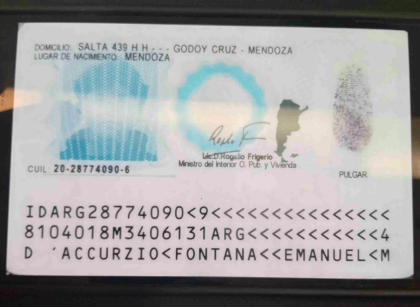 DOMICILIO: SALTA 439 H H - - - GODOY CRUZ - MENDOZA
LUGAR DE NACIMIENTO: MENDOZA
Lic. D. Rogelio Frigerio
Ministro del Interior O. Pub. y Vivienda
CUIL: 20-28774090-6
PULGAR
IDARG28774090<9<<<<<<<<<<<<<<<
8104018M3406131ARG<<<<<<<<<<<4
D ´ACCURZIO<FONTANA<<EMANUEL<M